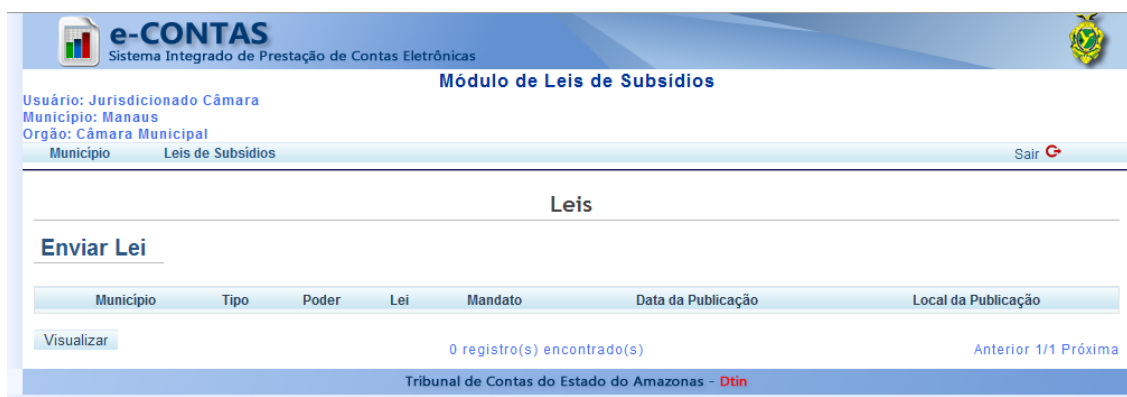 e-CONTAS
Sistema Integrado de Prestação de Contas Eletrônicas
Módulo de Leis de Subsídios
Usuário: Jurisdicionado Câmara
Município: Manaus
Orgão: Câmara Municipal
Município Leis de Subsídios Sair
Leis
Enviar Lei
Município Tipo Poder Lei Mandato Data da Publicação Local da Publicação
Visualizar
0 registro(s) encontrado(s) Anterior 1/1 Próxima
Tribunal de Contas do Estado do Amazonas - Dtin